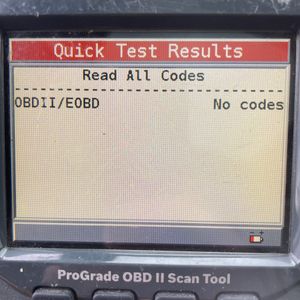 Quick Test Results
Read All Codes
OBDII/EOBD No codes
ProGrade OBD II Scan Tool